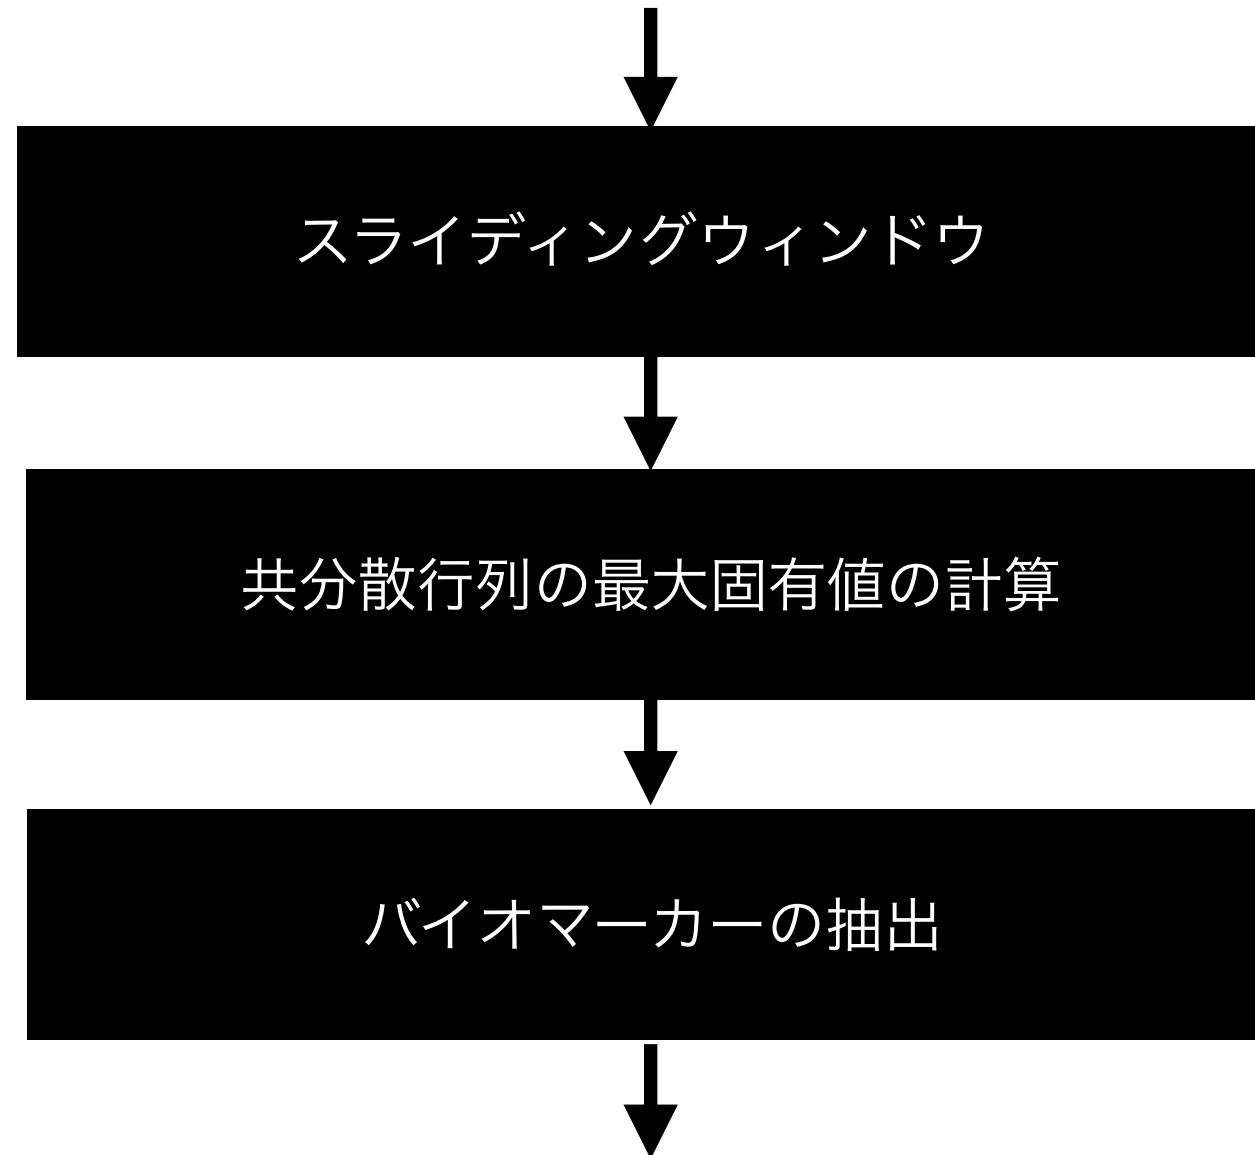 スライディングウィンドウ
共分散行列の最大固有値の計算
バイオマーカーの抽出